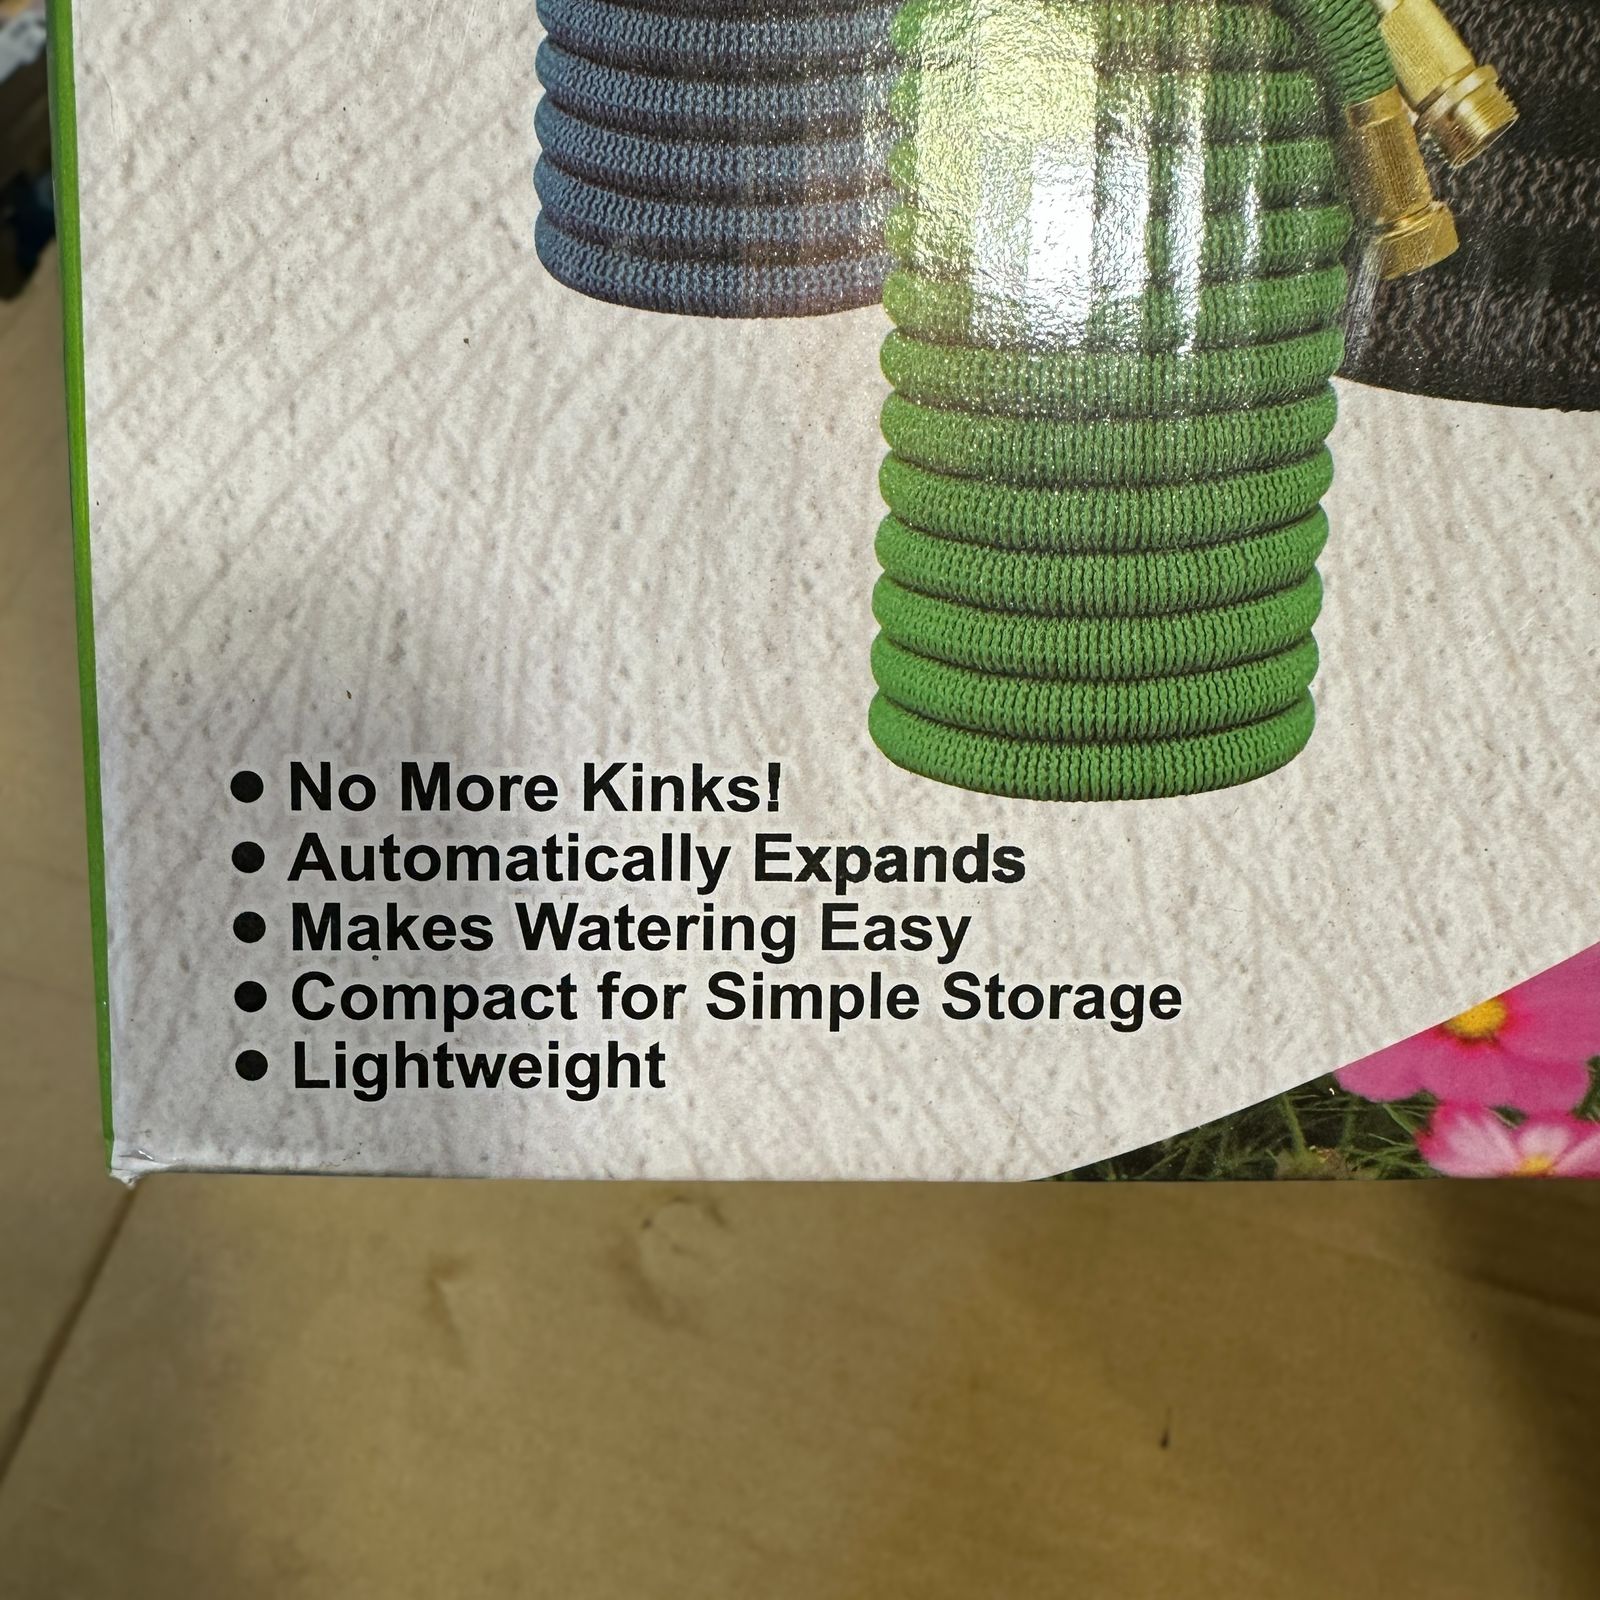 ● No More Kinks!
● Automatically Expands
● Makes Watering Easy
● Compact for Simple Storage
● Lightweight